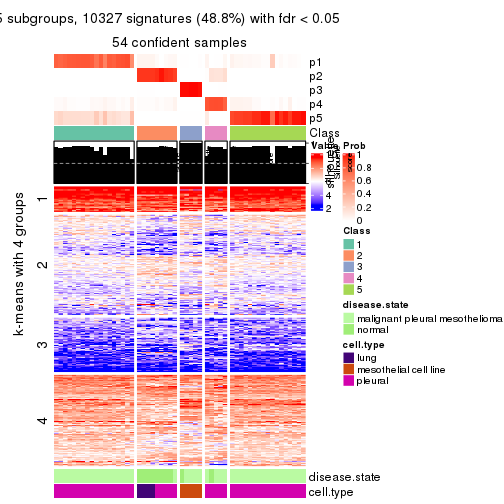 5 subgroups, 10327 signatures (48.8%) with fdr < 0.05
54 confident samples
p1
p2
p3
p4
p5
Class
Value
4
2
Prob
1
0.8
0.6
0.4
0.2
0
Class
1
2
3
4
5
disease.state
malignant pleural mesothelioma
normal
cell.type
lung
mesothelial cell line
pleural
k-means with 4 groups
1
2
3
4
disease.state
cell.type